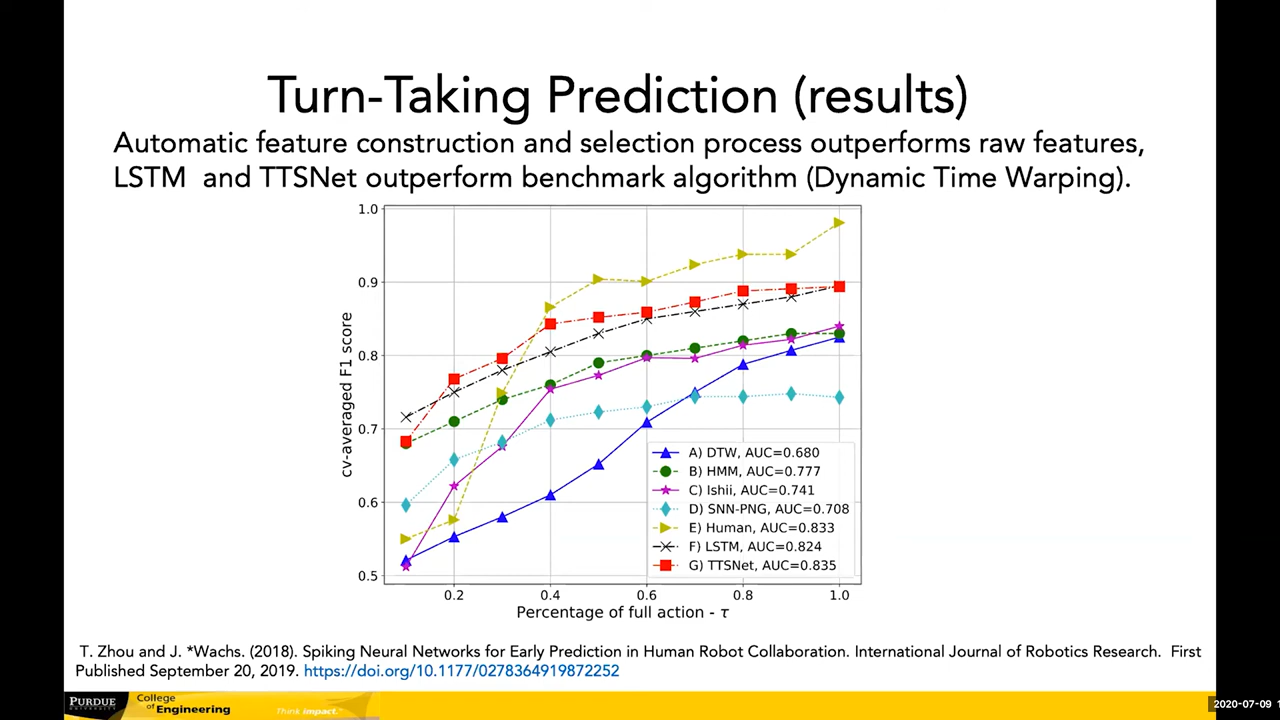 Turn-Taking Prediction (results)
Automatic feature construction and selection process outperforms raw features,
LSTM and TTSNet outperform benchmark algorithm (Dynamic Time Warping).
1.0
0.9
0.8
0.7
0.6
0.5
cv-averaged F1 score
A) DTW, AUC=0.680
B) HMM, AUC=0.777
C) Ishii, AUC=0.741
D) SNN-PNG, AUC=0.708
E) Human, AUC=0.833
F) LSTM, AUC=0.824
G) TTSNet, AUC=0.835
0.2 0.4 0.6 0.8 1.0
Percentage of full action - τ
T. Zhou and J. *Wachs. (2018). Spiking Neural Networks for Early Prediction in Human Robot Collaboration. International Journal of Robotics Research. First
Published September 20, 2019. https://doi.org/10.1177/0278364919872252
PURDUE
UNIVERSITY
College
of Engineering
Think impact.
2020-07-09